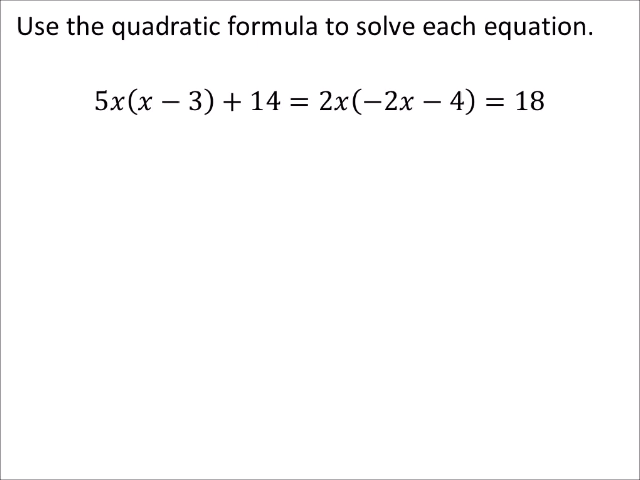 Use the quadratic formula to solve each equation.
5x(x − 3) + 14 = 2x(−2x − 4) = 18